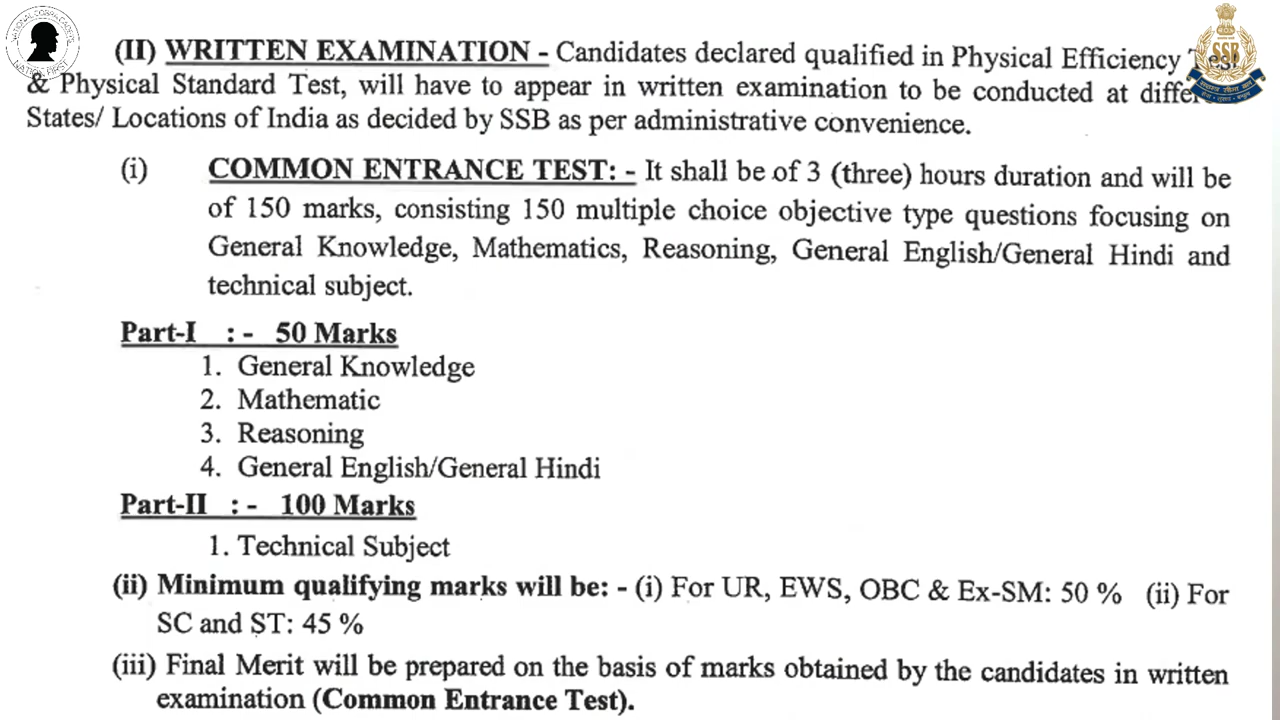 (II) WRITTEN EXAMINATION - Candidates declared qualified in Physical Efficiency Test
& Physical Standard Test, will have to appear in written examination to be conducted at
States/ Locations of India as decided by SSB as per administrative convenience.
(i) COMMON ENTRANCE TEST: - It shall be of 3 (three) hours duration and will be
of 150 marks, consisting 150 multiple choice objective type questions focusing on
General Knowledge, Mathematics, Reasoning, General English/General Hindi and
technical subject.
Part-I : - 50 Marks
1. General Knowledge
2. Mathematic
3. Reasoning
4. General English/General Hindi
Part-II : - 100 Marks
1. Technical Subject
(ii) Minimum qualifying marks will be: - (i) For UR, EWS, OBC & Ex-SM: 50 % (ii) For
SC and ST: 45 %
(iii) Final Merit will be prepared on the basis of marks obtained by the candidates in written
examination (Common Entrance Test).
NATION FIRST
SSB